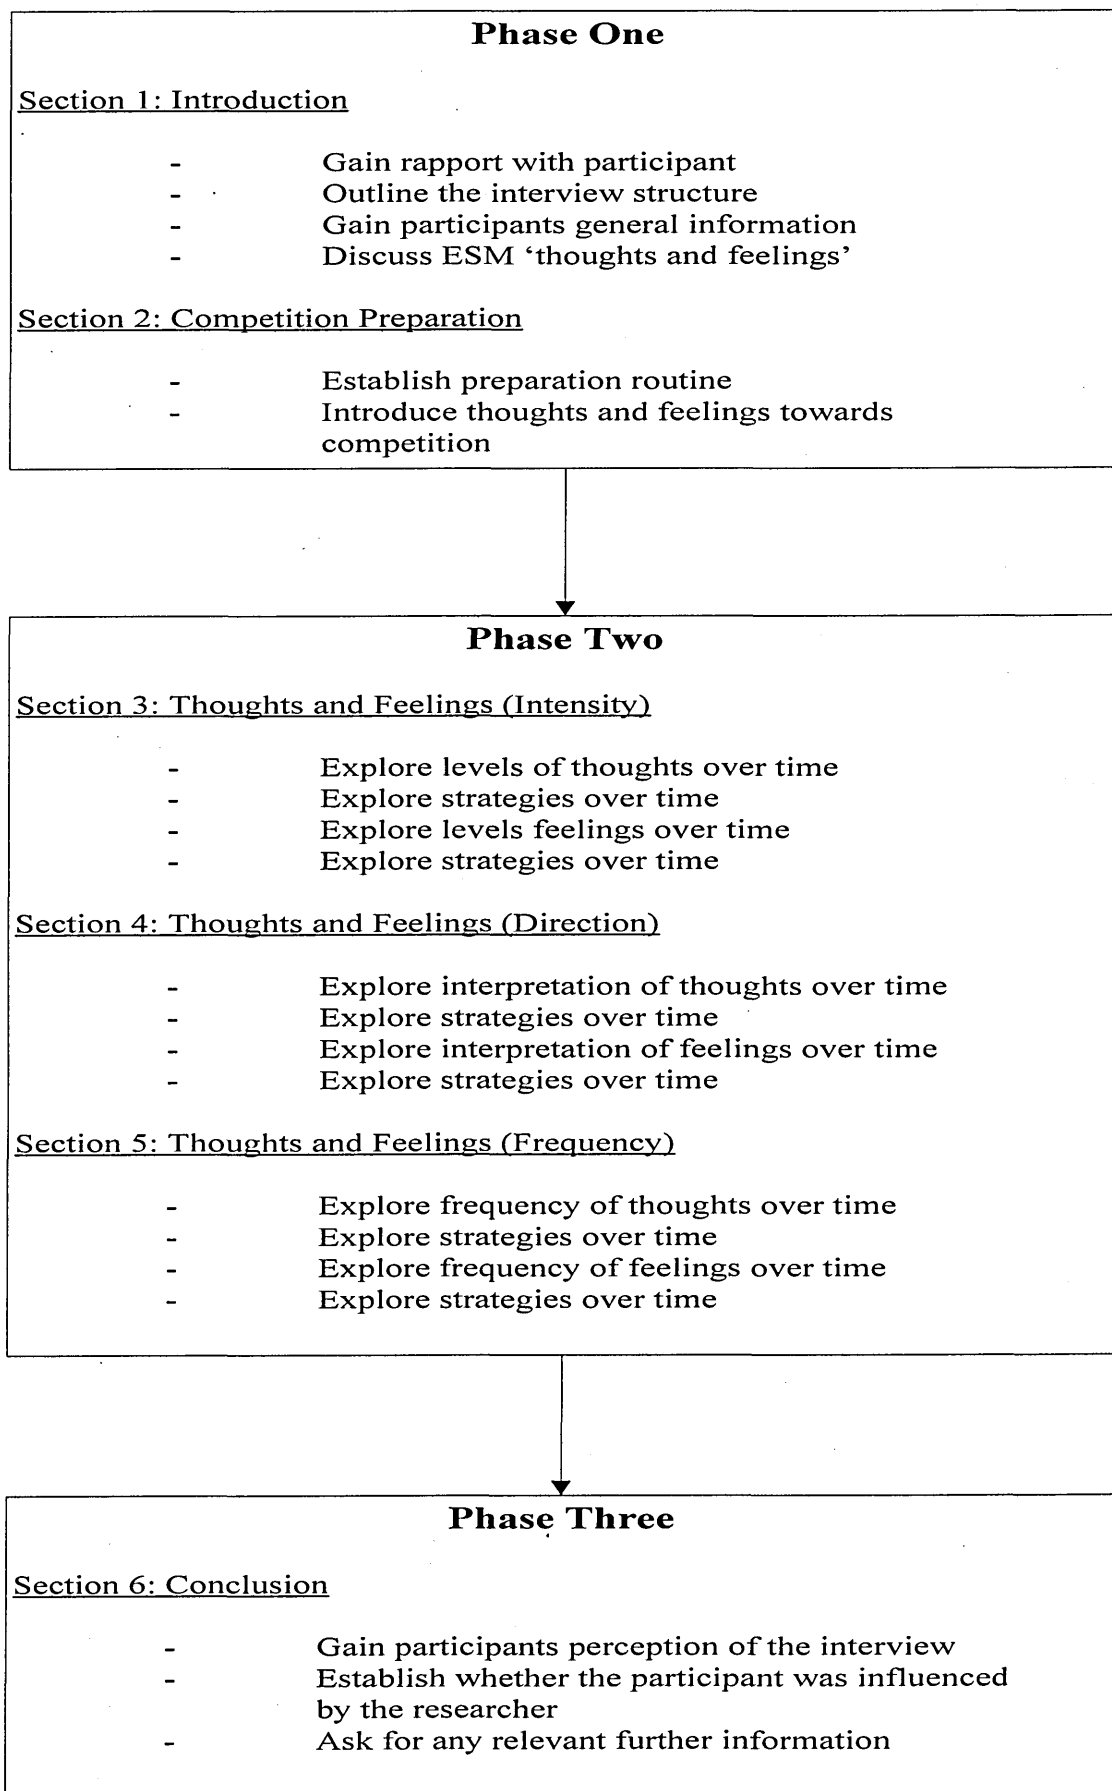 Phase One
Section 1: Introduction
- Gain rapport with participant
- Outline the interview structure
- Gain participants general information
- Discuss ESM ‘thoughts and feelings’
Section 2: Competition Preparation
- Establish preparation routine
- Introduce thoughts and feelings towards
competition
Phase Two
Section 3: Thoughts and Feelings (Intensity)
- Explore levels of thoughts over time
- Explore strategies over time
- Explore levels feelings over time
- Explore strategies over time
Section 4: Thoughts and Feelings (Direction)
- Explore interpretation of thoughts over time
- Explore strategies over time
- Explore interpretation of feelings over time
- Explore strategies over time
Section 5: Thoughts and Feelings (Frequency)
- Explore frequency of thoughts over time
- Explore strategies over time
- Explore frequency of feelings over time
- Explore strategies over time
Phase Three
Section 6: Conclusion
- Gain participants perception of the interview
- Establish whether the participant was influenced
by the researcher
- Ask for any relevant further information